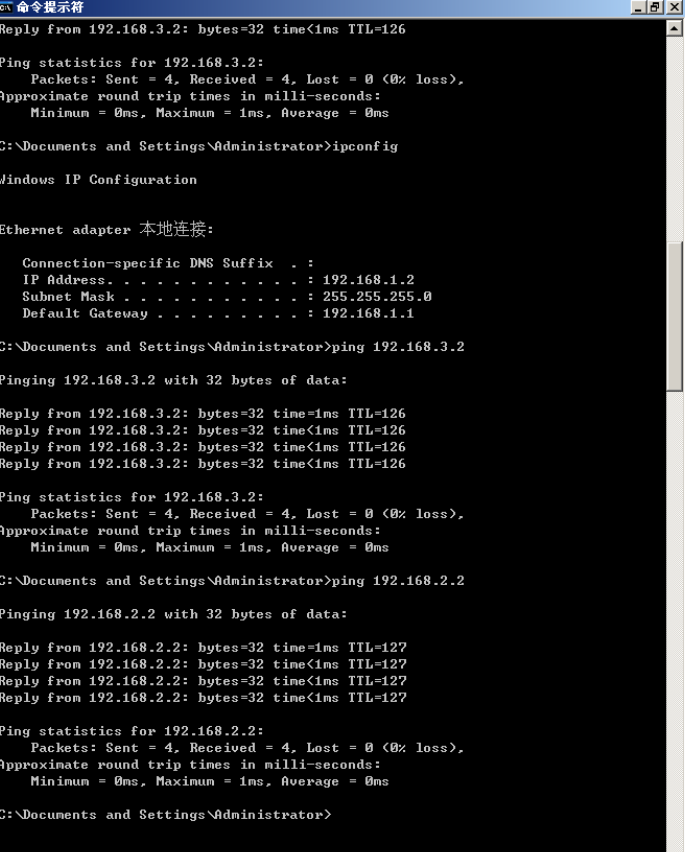 命令提示符
Reply from 192.168.3.2: bytes=32 time<1ms TTL=126
Ping statistics for 192.168.3.2:
Packets: Sent = 4, Received = 4, Lost = 0 (0% loss),
Approximate round trip times in milli-seconds:
Minimum = 0ms, Maximum = 1ms, Average = 0ms
C:\Documents and Settings\Administrator>ipconfig
Windows IP Configuration
Ethernet adapter 本地连接:
Connection-specific DNS Suffix . :
IP Address. . . . . . . . . . . . : 192.168.1.2
Subnet Mask . . . . . . . . . . . : 255.255.255.0
Default Gateway . . . . . . . . . : 192.168.1.1
C:\Documents and Settings\Administrator>ping 192.168.3.2
Pinging 192.168.3.2 with 32 bytes of data:
Reply from 192.168.3.2: bytes=32 time=1ms TTL=126
Reply from 192.168.3.2: bytes=32 time<1ms TTL=126
Reply from 192.168.3.2: bytes=32 time<1ms TTL=126
Reply from 192.168.3.2: bytes=32 time<1ms TTL=126
Ping statistics for 192.168.3.2:
Packets: Sent = 4, Received = 4, Lost = 0 (0% loss),
Approximate round trip times in milli-seconds:
Minimum = 0ms, Maximum = 1ms, Average = 0ms
C:\Documents and Settings\Administrator>ping 192.168.2.2
Pinging 192.168.2.2 with 32 bytes of data:
Reply from 192.168.2.2: bytes=32 time=1ms TTL=127
Reply from 192.168.2.2: bytes=32 time<1ms TTL=127
Reply from 192.168.2.2: bytes=32 time<1ms TTL=127
Reply from 192.168.2.2: bytes=32 time<1ms TTL=127
Ping statistics for 192.168.2.2:
Packets: Sent = 4, Received = 4, Lost = 0 (0% loss),
Approximate round trip times in milli-seconds:
Minimum = 0ms, Maximum = 1ms, Average = 0ms
C:\Documents and Settings\Administrator>